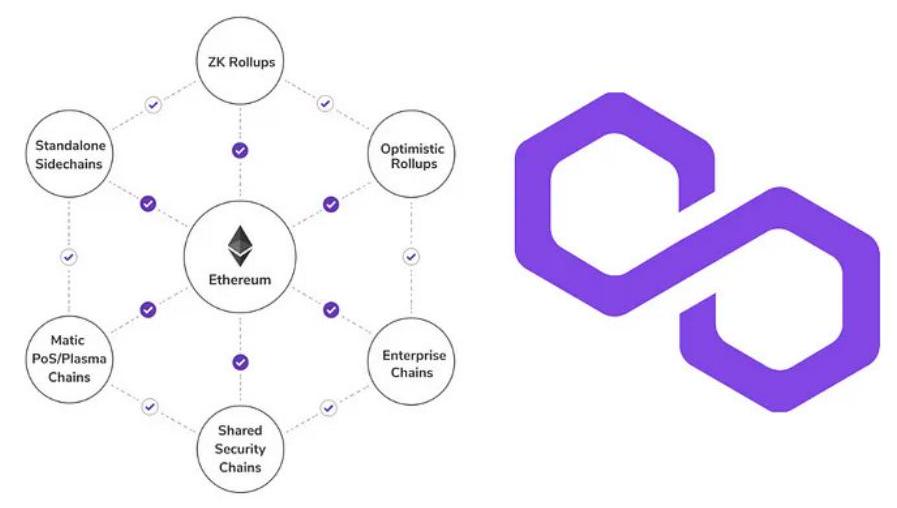 ZK Rollups
Standalone
Sidechains
Optimistic
Rollups
Ethereum
Matic
PoS/Plasma
Chains
Enterprise
Chains
Shared
Security
Chains